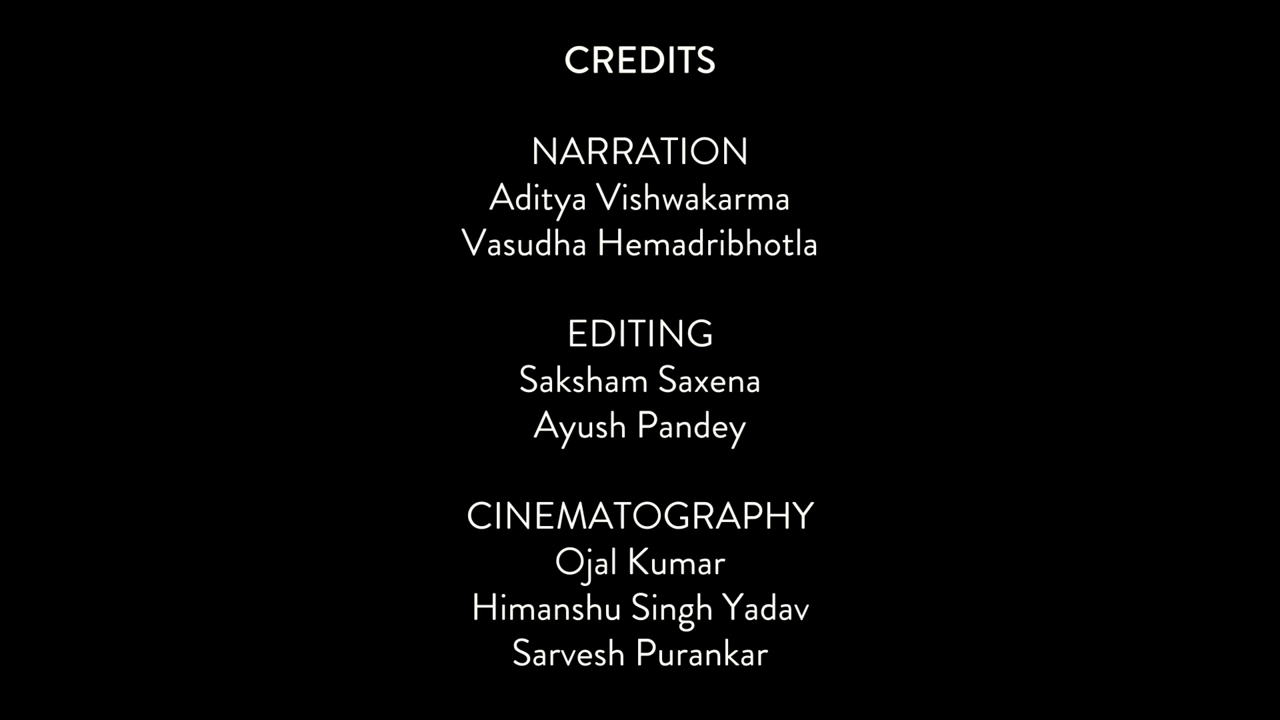 CREDITS
NARRATION
Aditya Vishwakarma
Vasudha Hemadribhotla
EDITING
Saksham Saxena
Ayush Pandey
CINEMATOGRAPHY
Ojal Kumar
Himanshu Singh Yadav
Sarvesh Purankar